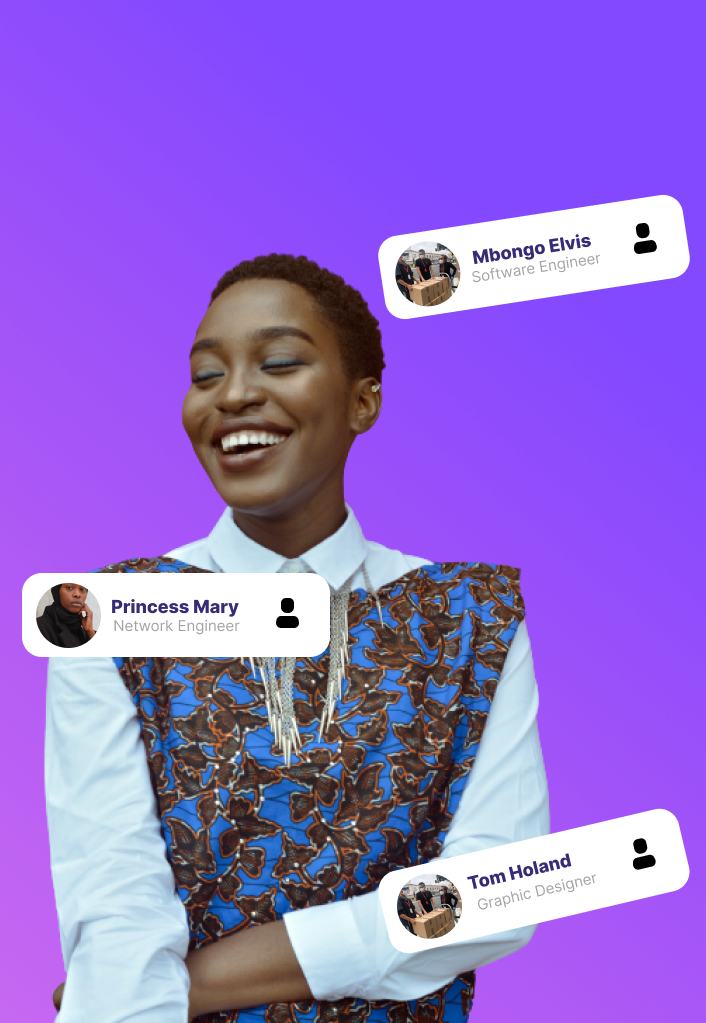 Mbongo Elvis
Software Engineer
Princess Mary
Network Engineer
Tom Holand
Graphic Designer